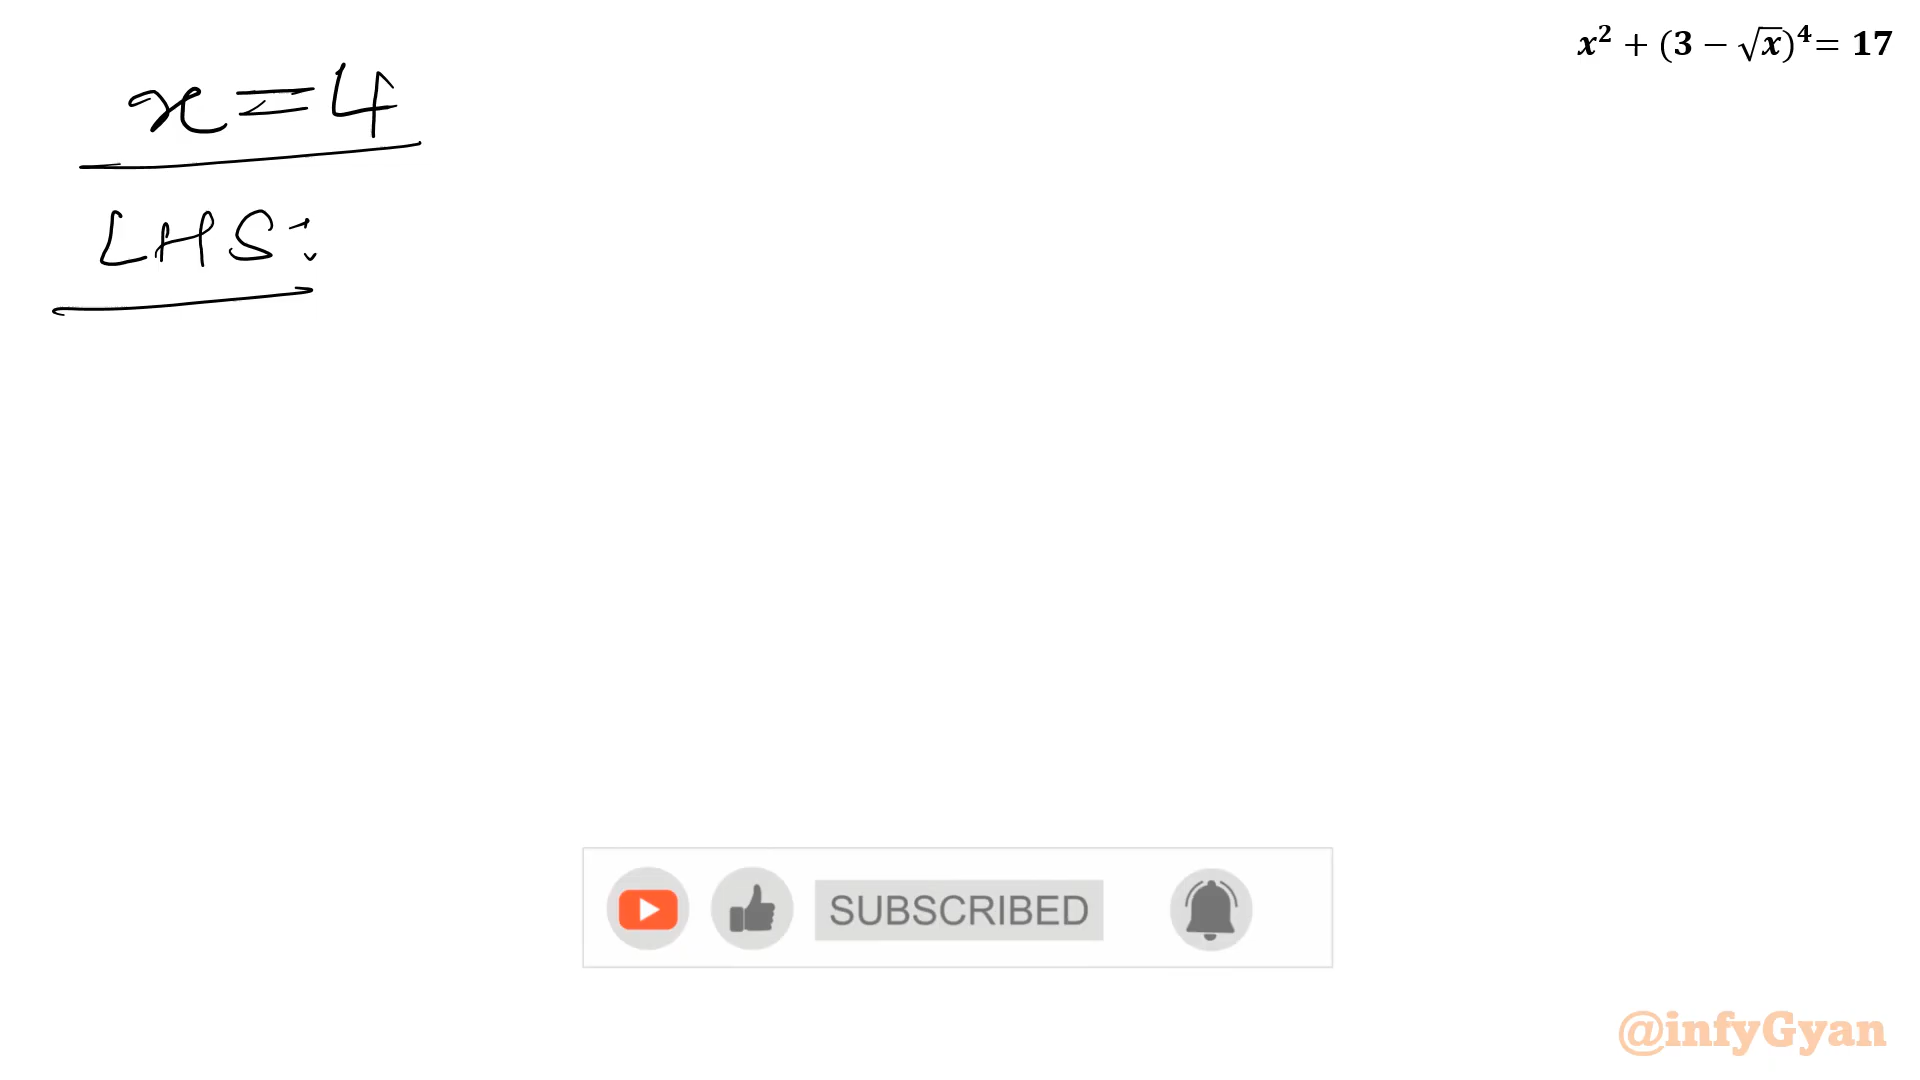 x² + (3 − √x)⁴= 17
x=4
LHS:
SUBSCRIBED
@infyGyan